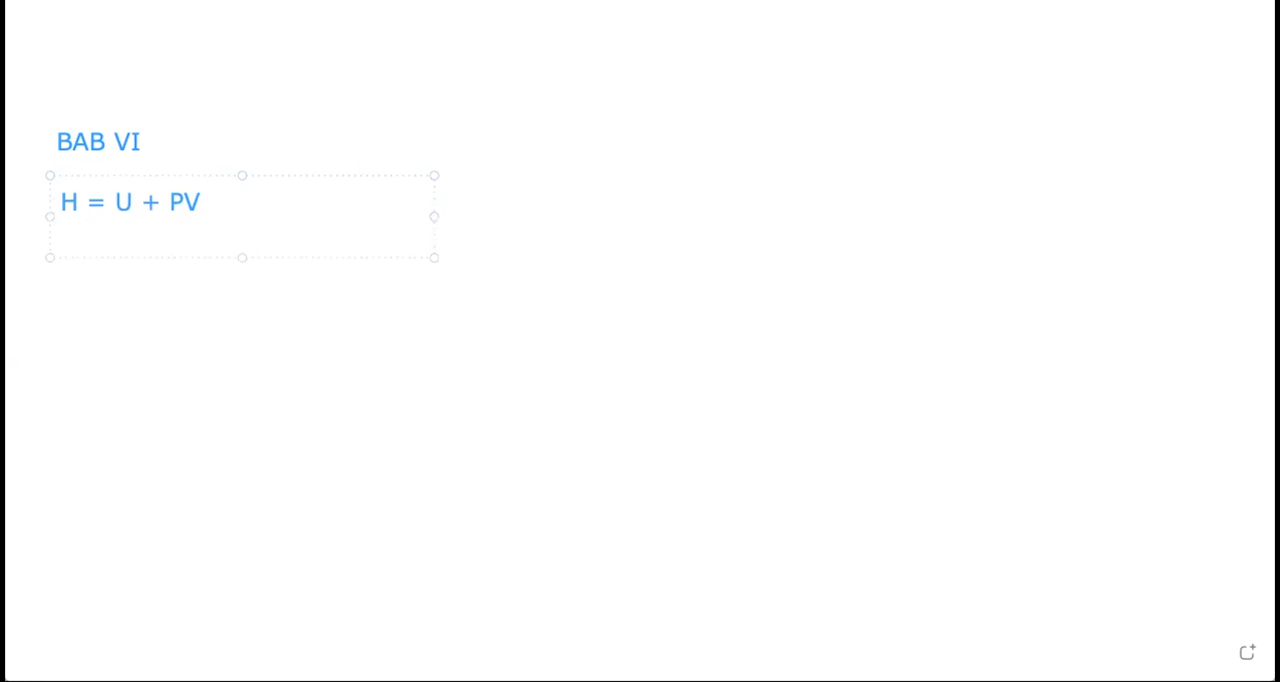 BAB VI
H = U + PV